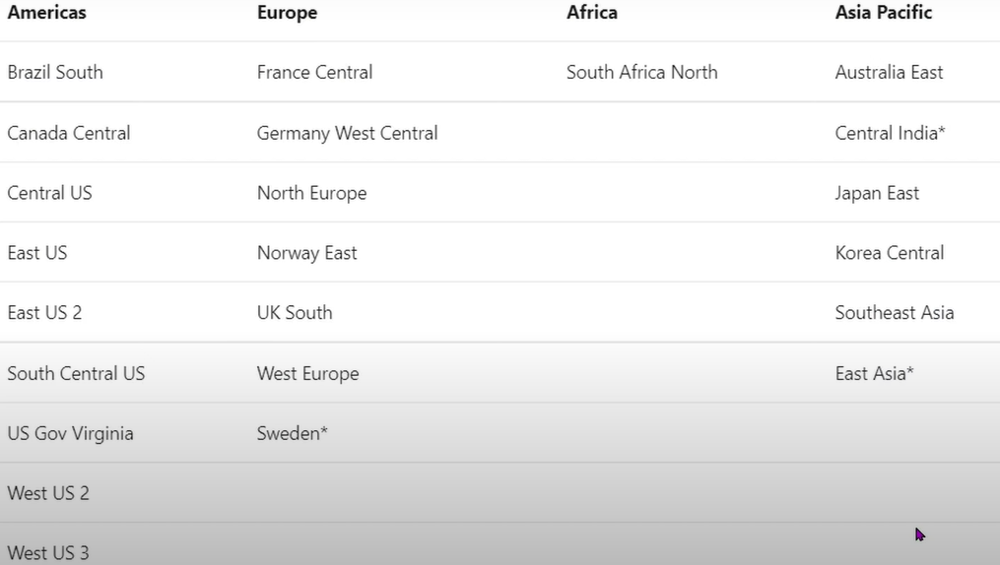 Americas Europe Africa Asia Pacific
Brazil South France Central South Africa North Australia East
Canada Central Germany West Central Central India*
Central US North Europe Japan East
East US Norway East Korea Central
East US 2 UK South Southeast Asia
South Central US West Europe East Asia*
US Gov Virginia Sweden*
West US 2
West US 3